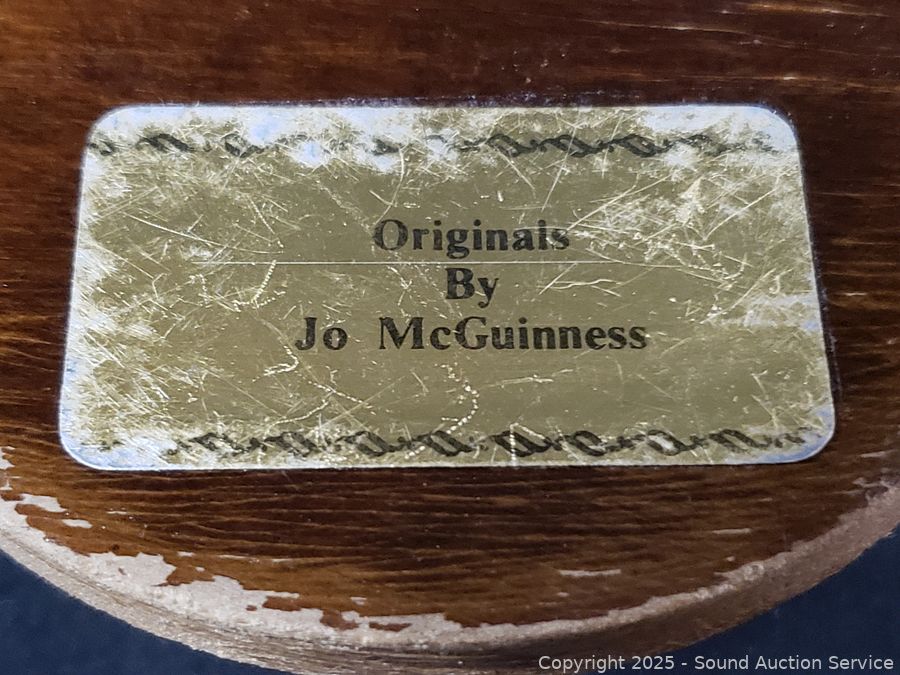 Originals
By
Jo McGuinness
Copyright 2025 - Sound Auction Service